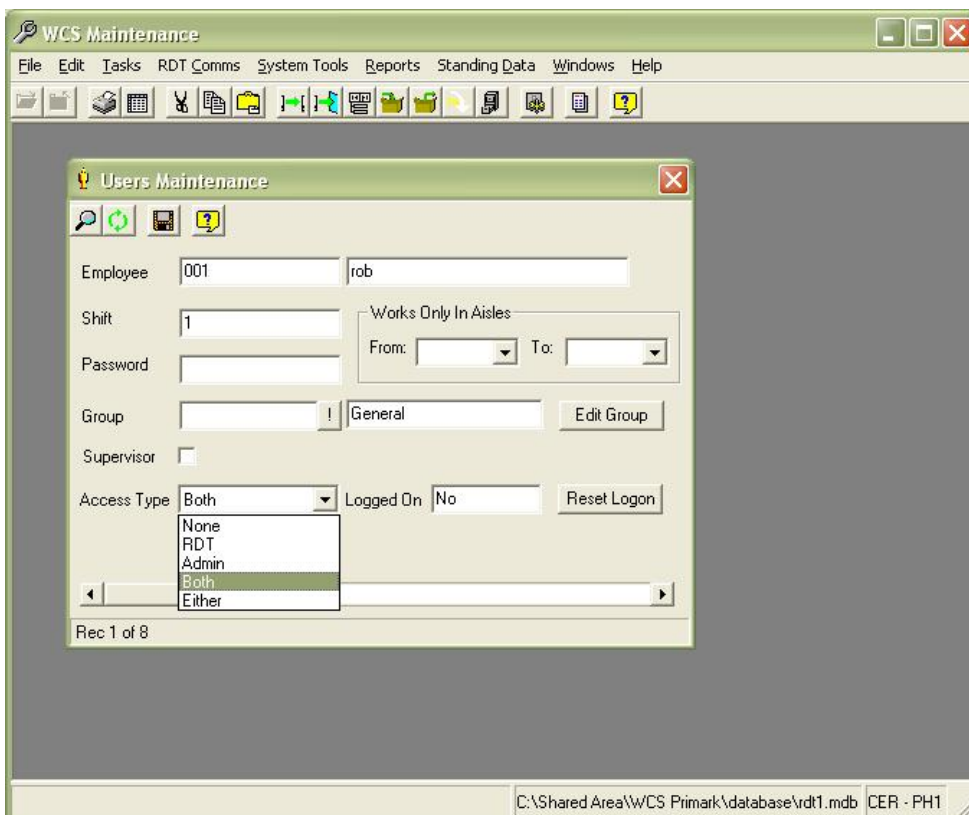 WCS Maintenance
File Edit Tasks RDT Comms System Tools Reports Standing Data Windows Help
Users Maintenance
Employee 001 rob
Shift 1
Works Only In Aisles
From: To:
Password
Group ! General Edit Group
Supervisor
Access Type Both Logged On No Reset Logon
None
RDT
Admin
Both
Either
Rec 1 of 8
C:\Shared Area\WCS Primark\database\rdt1.mdb CER - PH1